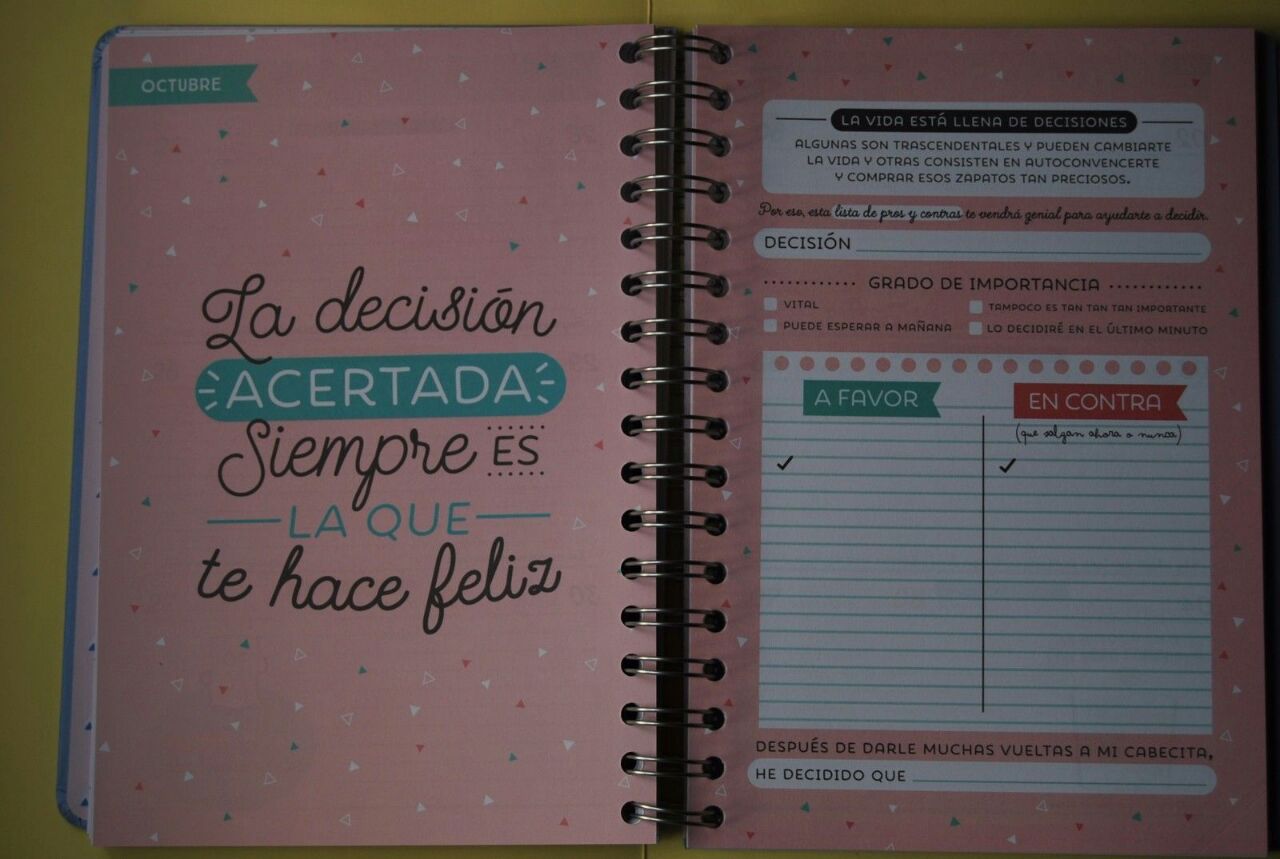 OCTUBRE
La decisión
ACERTADA
Siempre ES
LA QUE
te hace feliz
LA VIDA ESTÁ LLENA DE DECISIONES
ALGUNAS SON TRASCENDENTALES Y PUEDEN CAMBIARTE
LA VIDA Y OTRAS CONSISTEN EN AUTOCONVENCERTE
Y COMPRAR ESOS ZAPATOS TAN PRECIOSOS.
Por eso, esta lista de pros y contras te vendrá genial para ayudarte a decidir.
DECISIÓN
GRADO DE IMPORTANCIA
VITAL
TAMPOCO ES TAN TAN TAN IMPORTANTE
PUEDE ESPERAR A MAÑANA
LO DECIDIRÉ EN EL ÚLTIMO MINUTO
A FAVOR
EN CONTRA
(que salgan ahora o nunca)
DESPUÉS DE DARLE MUCHAS VUELTAS A MI CABECITA,
HE DECIDIDO QUE